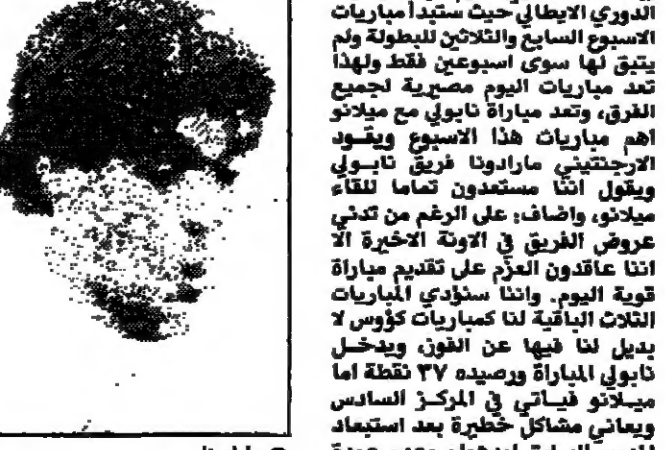 الدوري الايطالي حيث ستبدأ مباريات
الاسبوع السابع والثلاثين للبطولة ولم
يتبق لها سوى اسبوعين فقط ولهذا
تعد مباريات اليوم مصيرية لجميع
الفرق، وتعد مباراة نابولي مع ميلانو
اهم مباريات هذا الاسبوع ويقود
الارجنتيني مارادونا فريق نابولي
ويقول اننا مستعدون تماما للقاء
ميلانو، واضاف: على الرغم من تدني
عروض الفريق في الاونة الاخيرة الا
اننا عاقدون العزم على تقديم مباراة
قوية اليوم. واننا سنؤدي المباريات
الثلاث الباقية لنا كمباريات كؤوس لا
بديل لنا فيها عن الفوز، ويدخل
نابولي المباراة ورصيده ٣٧ نقطة اما
ميلانو فياتي في المركز السادس
ويعاني مشاكل خطيرة بعد استبعاد